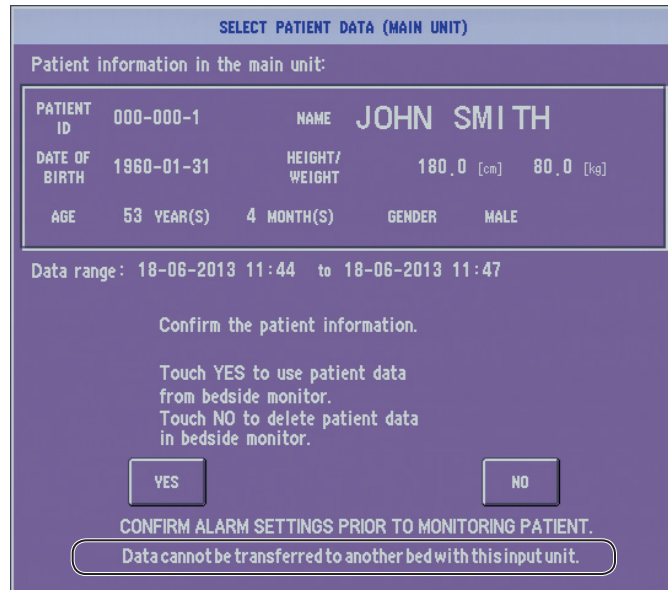 SELECT PATIENT DATA (MAIN UNIT)
Patient information in the main unit:
PATIENT ID 000-000-1 NAME JOHN SMITH
DATE OF BIRTH 1960-01-31 HEIGHT/ WEIGHT 180.0 [cm] 80.0 [kg]
AGE 53 YEAR(S) 4 MONTH(S) GENDER MALE
Data range: 18-06-2013 11:44 to 18-06-2013 11:47
Confirm the patient information.
Touch YES to use patient data
from bedside monitor.
Touch NO to delete patient data
in bedside monitor.
YES NO
CONFIRM ALARM SETTINGS PRIOR TO MONITORING PATIENT.
Data cannot be transferred to another bed with this input unit.